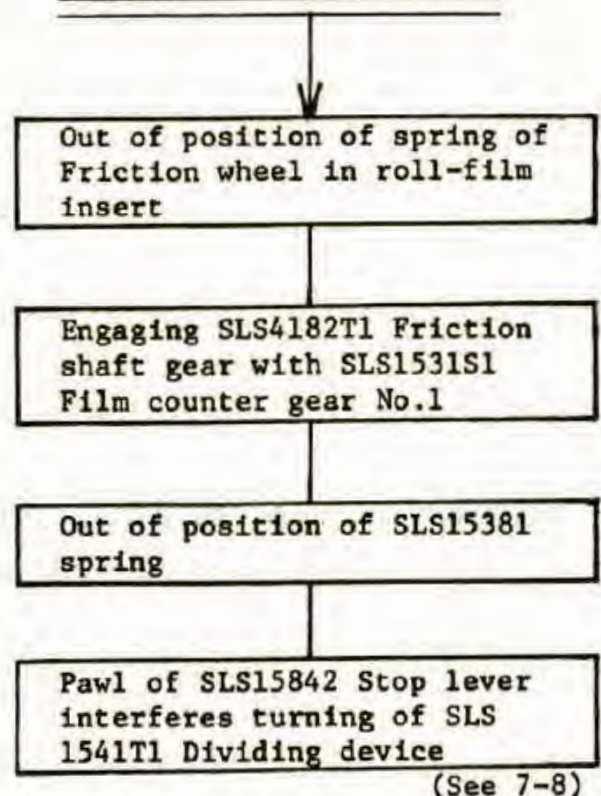 Out of position of spring of
Friction wheel in roll-film
insert
Engaging SLS4182T1 Friction
shaft gear with SLS1531S1
Film counter gear No.1
Out of position of SLS15381
spring
Pawl of SLS15842 Stop lever
interferes turning of SLS
1541T1 Dividing device
(See 7-8)